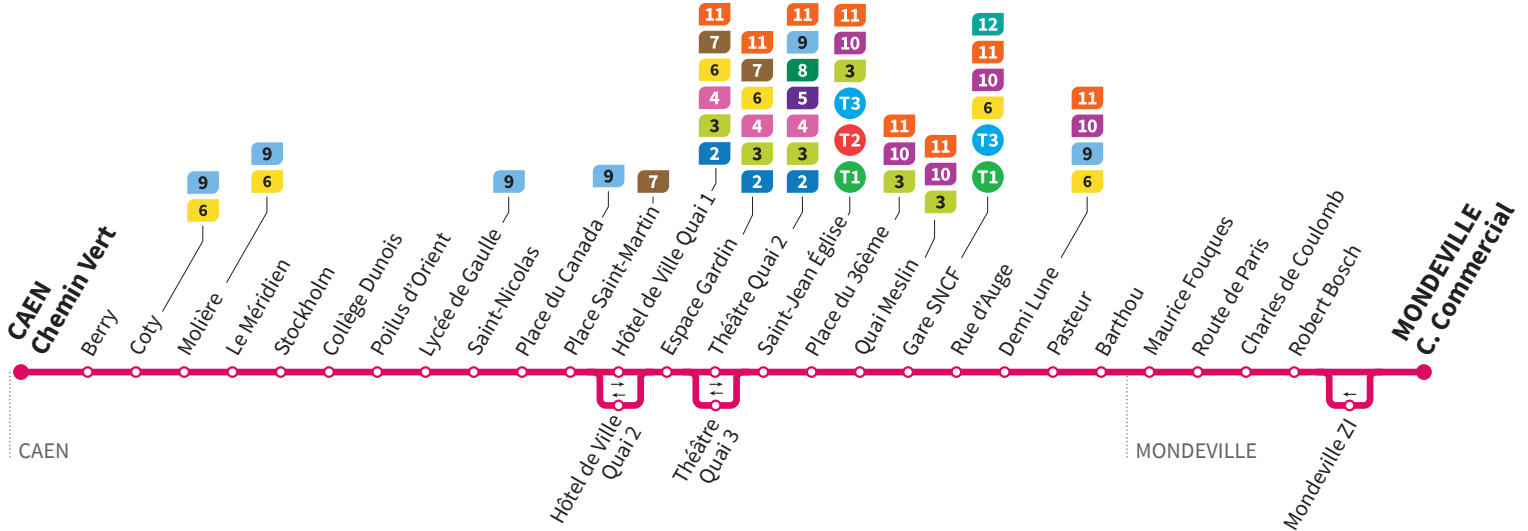 11
7
6
4
3
2
11
7
6
4
3
2
11
9
8
5
4
3
2
11
10
3
T3
T2
T1
12
11
10
6
T3
T1
11
10
9
6
11
10
3
11
10
3
9
6
9
6
9
9
7
CAEN
Chemin Vert
Berry
Coty
Molière
Le Méridien
Stockholm
Collège Dunois
Poilus d'Orient
Lycée de Gaulle
Saint-Nicolas
Place du Canada
Place Saint-Martin
Hôtel de Ville Quai 1
Espace Gardin
Théâtre Quai 2
Saint-Jean Église
Place du 36ème
Quai Meslin
Gare SNCF
Rue d'Auge
Demi Lune
Pasteur
Barthou
Maurice Fouques
Route de Paris
Charles de Coulomb
Robert Bosch
MONDEVILLE
C. Commercial
Hôtel de Ville
Quai 2
Théâtre
Quai 3
Mondeville ZI
CAEN
MONDEVILLE